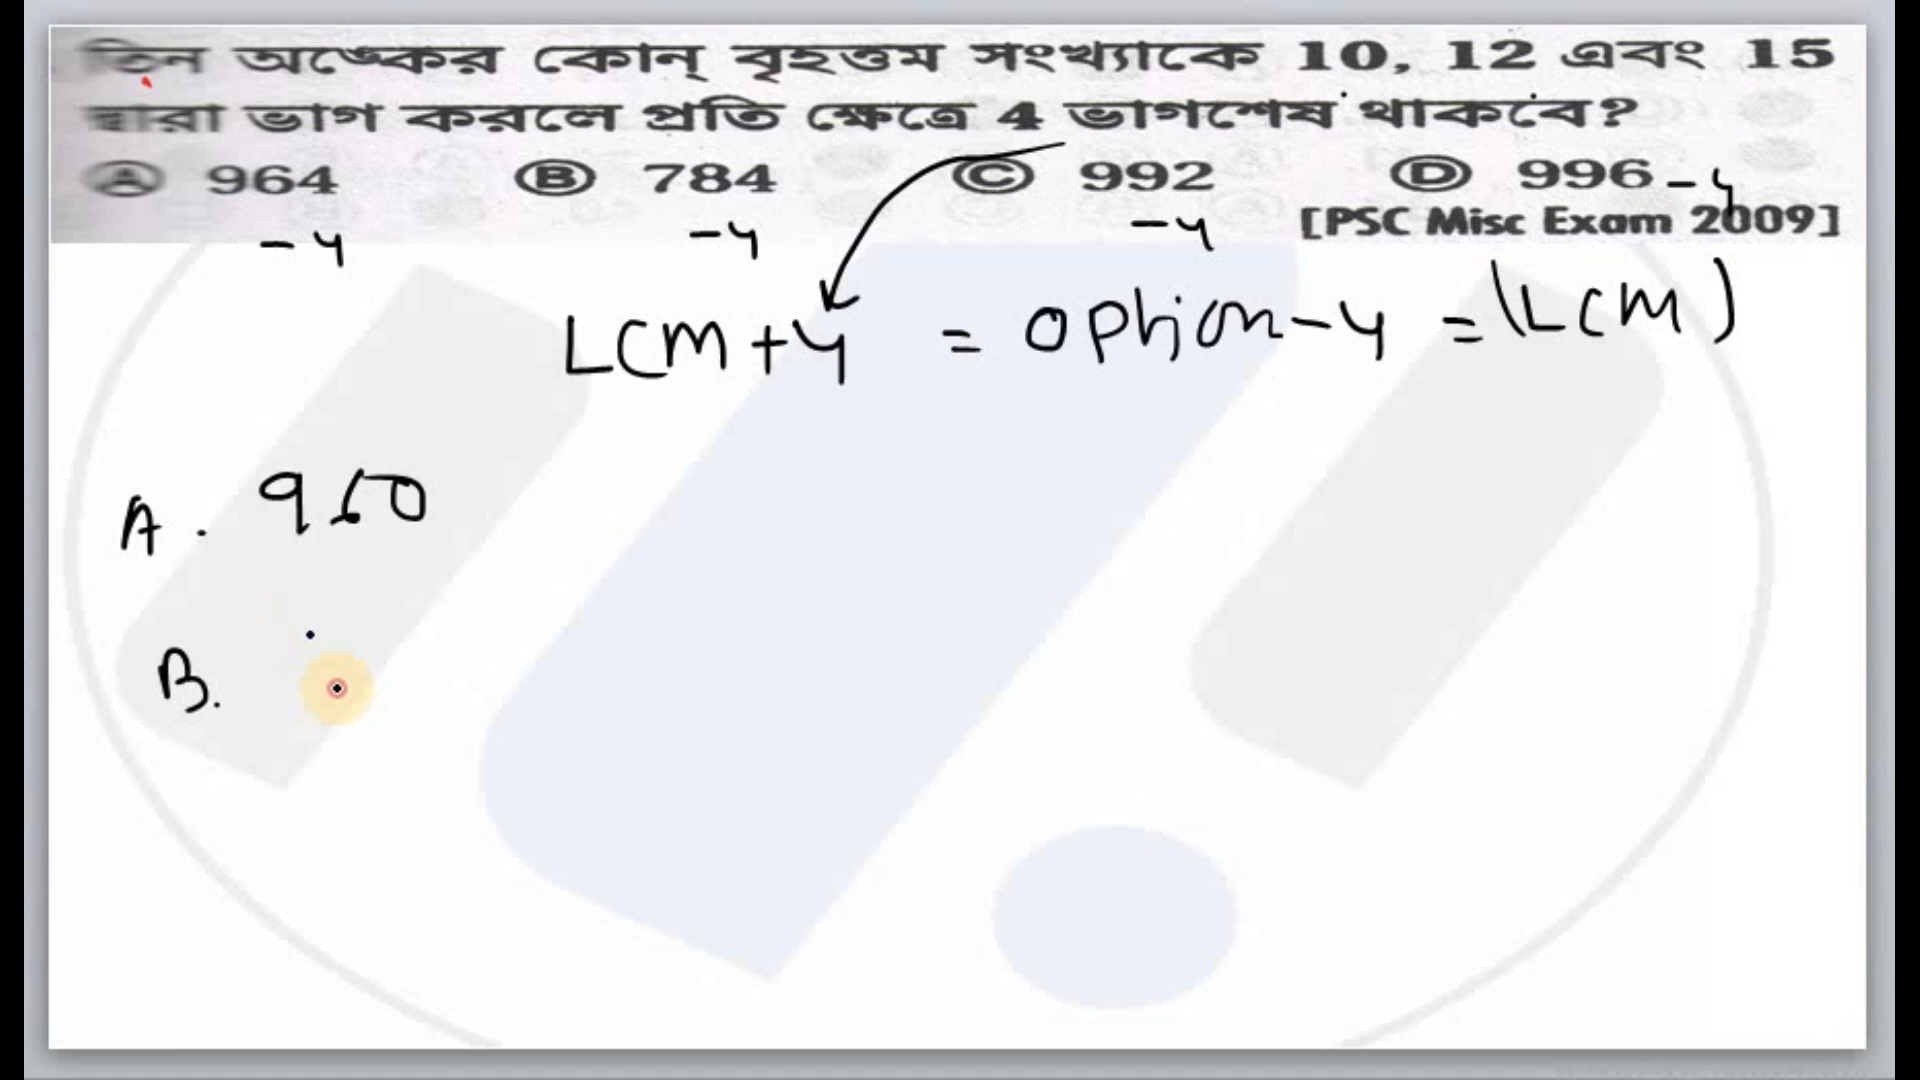 তিন অঙ্কের কোন্ বৃহত্তম সংখ্যাকে 10, 12 এবং 15
দ্বারা ভাগ করলে প্রতি ক্ষেত্রে 4 ভাগশেষ থাকবে?
Ⓐ 964 Ⓑ 784 Ⓒ 992 Ⓓ 996 -4
[PSC Misc Exam 2009]
-4 -4 -4
LCM+4 = option-4 = (LCM)
A. 960
B.